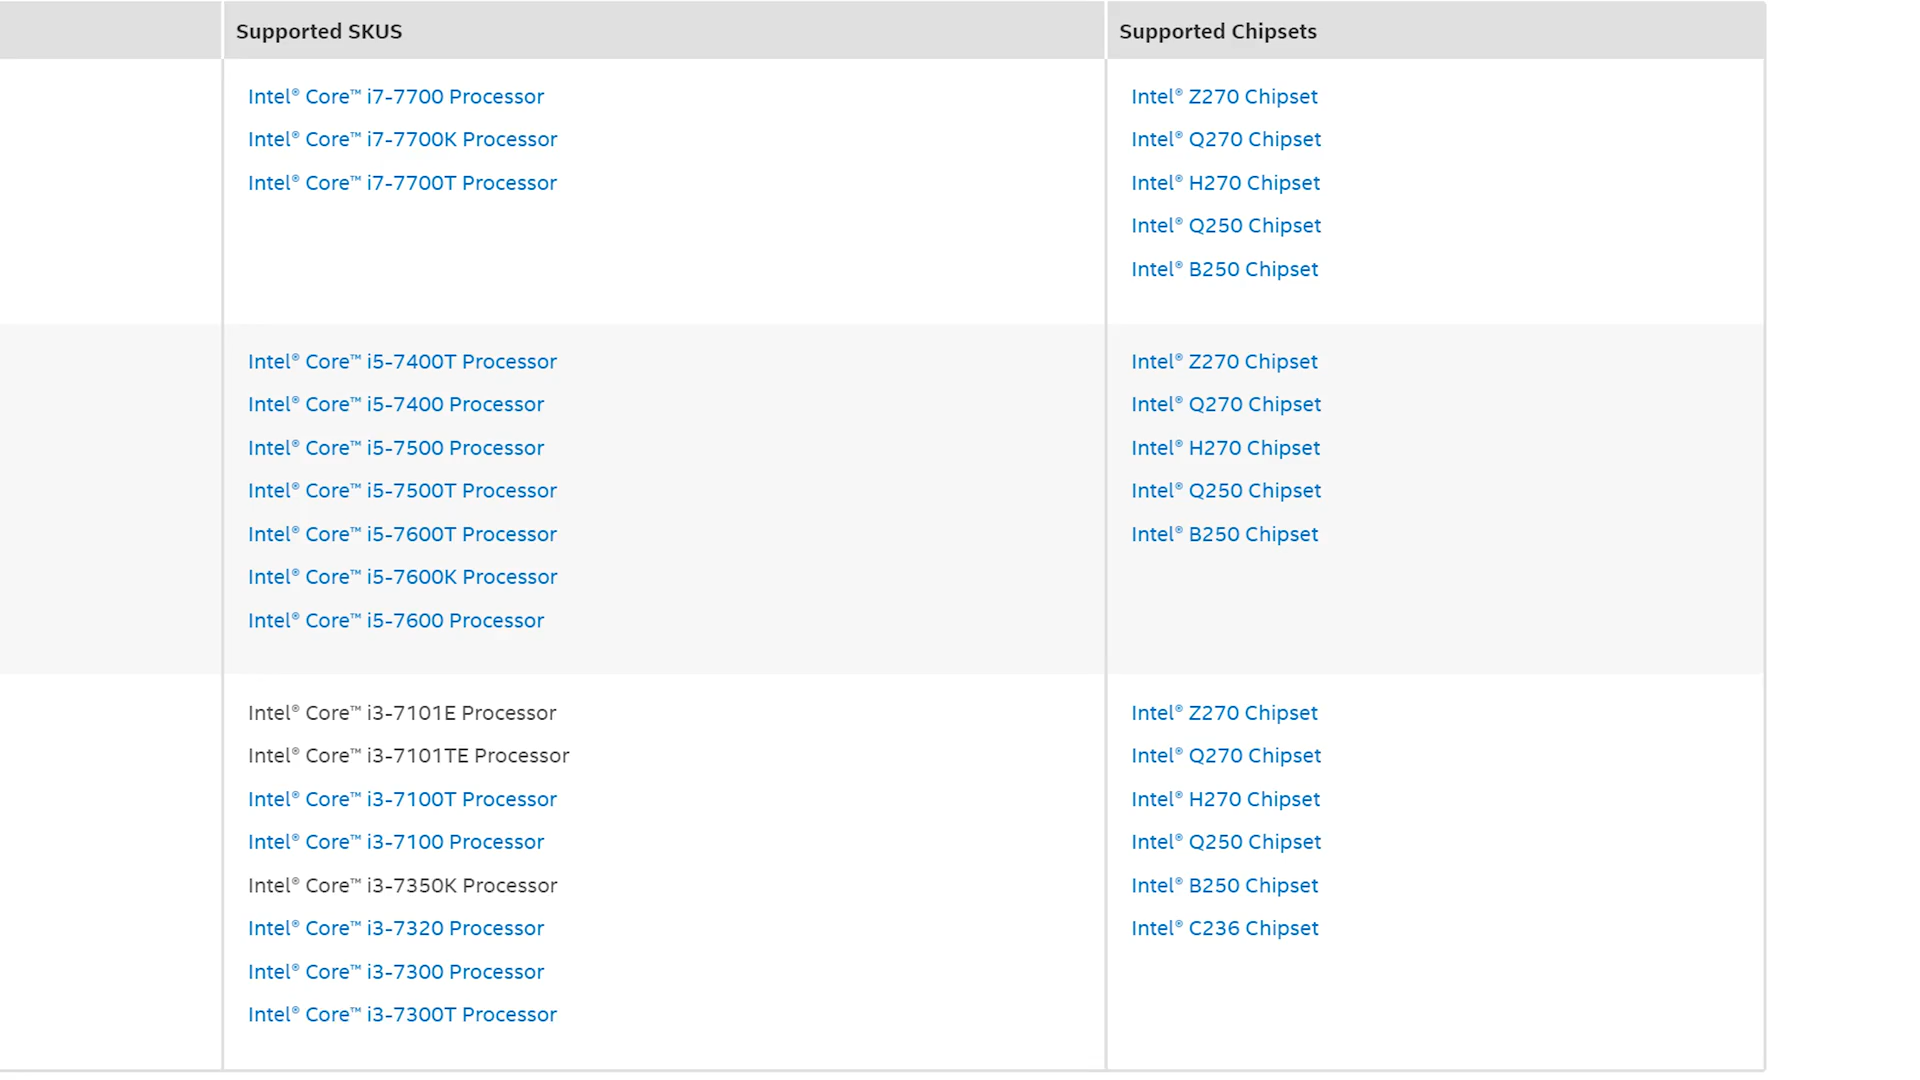 Supported SKUS
Supported Chipsets
Intel® Core™ i7-7700 Processor
Intel® Core™ i7-7700K Processor
Intel® Core™ i7-7700T Processor
Intel® Z270 Chipset
Intel® Q270 Chipset
Intel® H270 Chipset
Intel® Q250 Chipset
Intel® B250 Chipset
Intel® Core™ i5-7400T Processor
Intel® Core™ i5-7400 Processor
Intel® Core™ i5-7500 Processor
Intel® Core™ i5-7500T Processor
Intel® Core™ i5-7600T Processor
Intel® Core™ i5-7600K Processor
Intel® Core™ i5-7600 Processor
Intel® Z270 Chipset
Intel® Q270 Chipset
Intel® H270 Chipset
Intel® Q250 Chipset
Intel® B250 Chipset
Intel® Core™ i3-7101E Processor
Intel® Core™ i3-7101TE Processor
Intel® Core™ i3-7100T Processor
Intel® Core™ i3-7100 Processor
Intel® Core™ i3-7350K Processor
Intel® Core™ i3-7320 Processor
Intel® Core™ i3-7300 Processor
Intel® Core™ i3-7300T Processor
Intel® Z270 Chipset
Intel® Q270 Chipset
Intel® H270 Chipset
Intel® Q250 Chipset
Intel® B250 Chipset
Intel® C236 Chipset